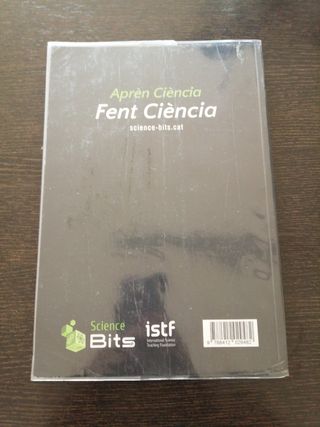 Aprèn Ciència
Fent Ciència
science-bits.cat
Science
Bits
istf
International Science
Teaching Foundation